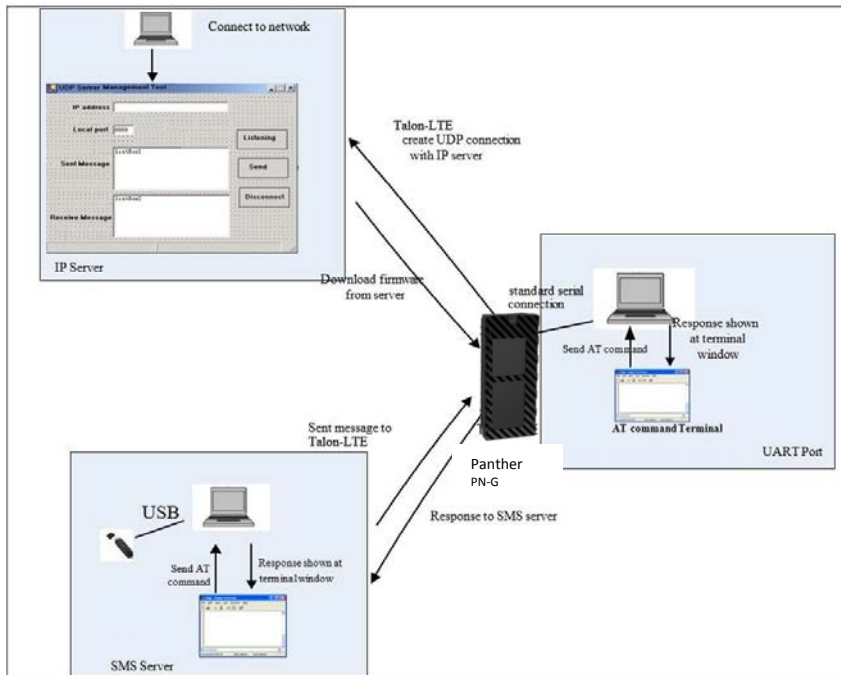 Connect to network
UDP Server Management Tool
IP address
Local port
Listening
Sent Message
Send
Disconnect
Receive Message
IP Server
Talon-LTE
create UDP connection
with IP server
Download firmware
from server
standard serial
connection
Send AT command
Response shown
at terminal
window
AT command Terminal
UART Port
Panther
PN-G
Sent message to
Talon-LTE
Response to SMS server
USB
Send AT
command
Response shown at
terminal window
SMS Server